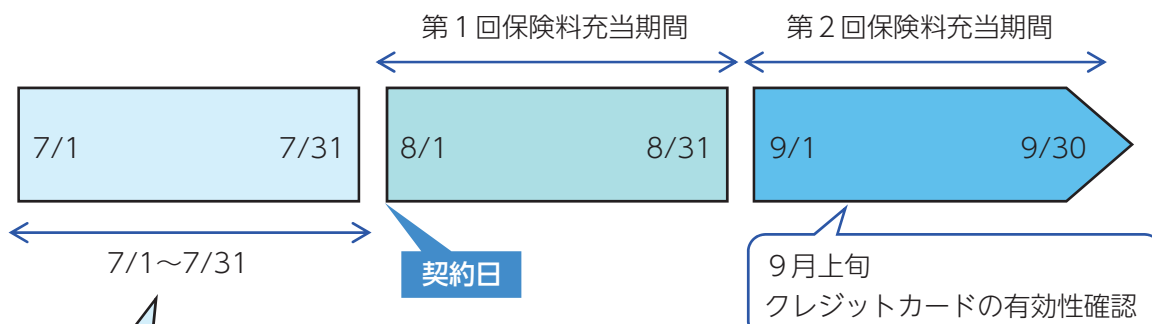 第1回保険料充当期間
第2回保険料充当期間
7/1
7/31
8/1
8/31
9/1
9/30
7/1～7/31
契約日
9月上旬
クレジットカードの有効性確認